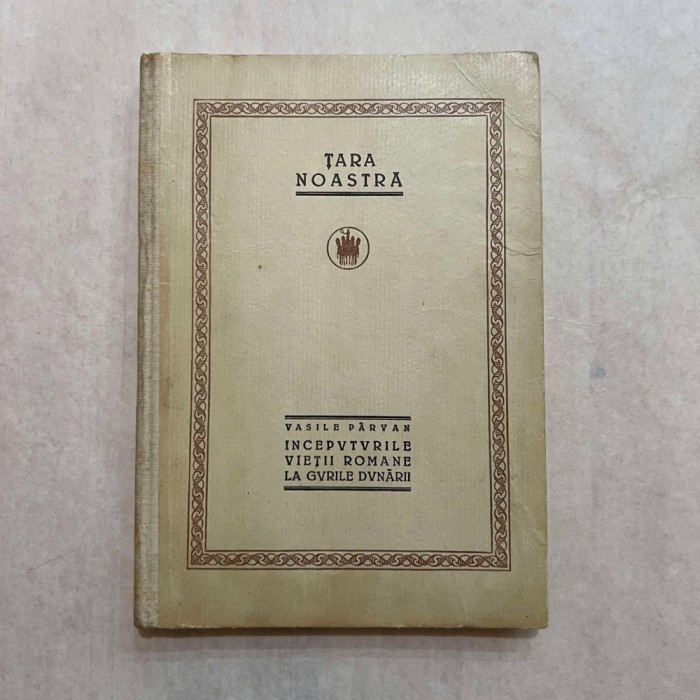 ȚARA
NOASTRĂ
VASILE PÂRVAN
INCEPVTVRILE
VIEȚII ROMANE
LA GVRILE DVNĂRII